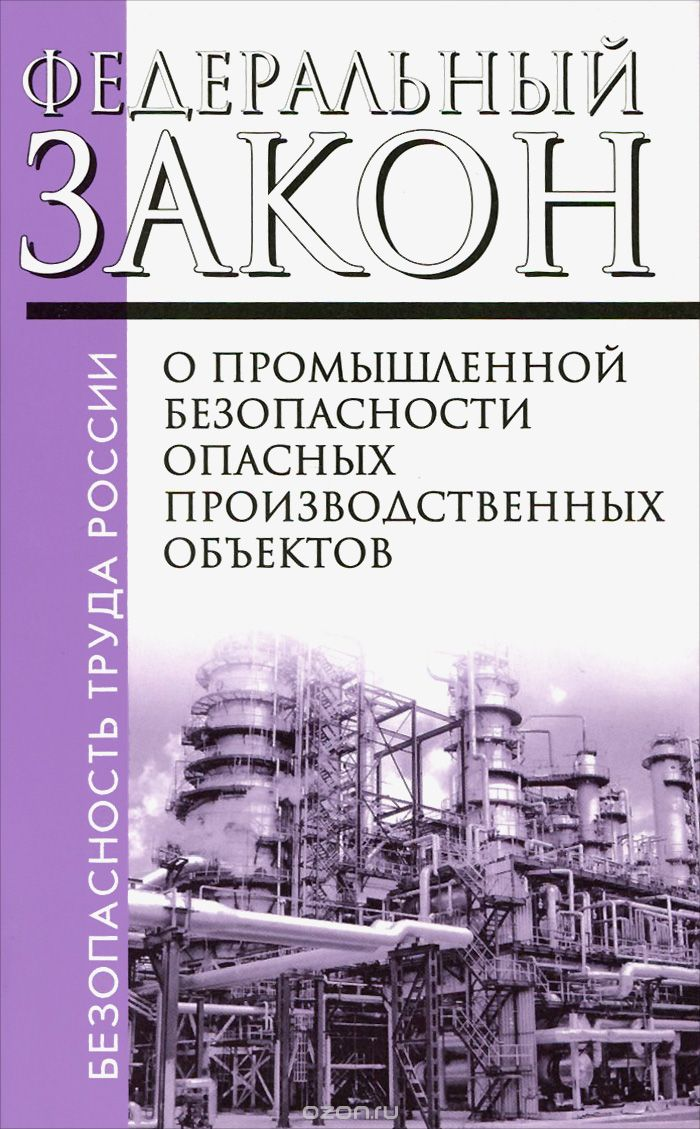 ФЕДЕРАЛЬНЫЙ
ЗАКОН
О ПРОМЫШЛЕННОЙ
БЕЗОПАСНОСТИ
ОПАСНЫХ
ПРОИЗВОДСТВЕННЫХ
ОБЪЕКТОВ
БЕЗОПАСНОСТЬ ТРУДА РОССИИ
ozon.ru